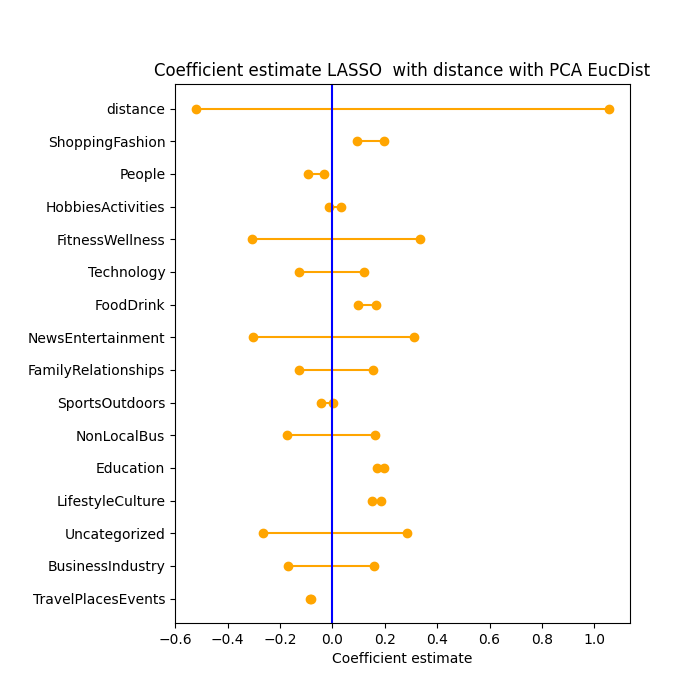 Coefficient estimate LASSO  with distance with PCA EucDist
distance
ShoppingFashion
People
HobbiesActivities
FitnessWellness
Technology
FoodDrink
NewsEntertainment
FamilyRelationships
SportsOutdoors
NonLocalBus
Education
LifestyleCulture
Uncategorized
BusinessIndustry
TravelPlacesEvents
−0.6 −0.4 −0.2 0.0 0.2 0.4 0.6 0.8 1.0
Coefficient estimate